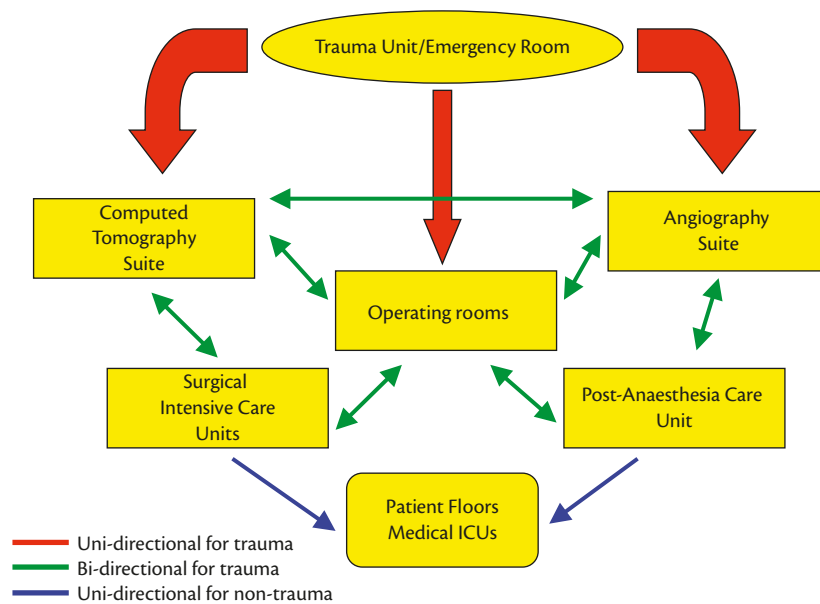 Trauma Unit/Emergency Room
Computed
Tomography
Suite
Angiography
Suite
Operating rooms
Surgical
Intensive Care
Units
Post-Anaesthesia Care
Unit
Patient Floors
Medical ICUs
Uni-directional for trauma
Bi-directional for trauma
Uni-directional for non-trauma